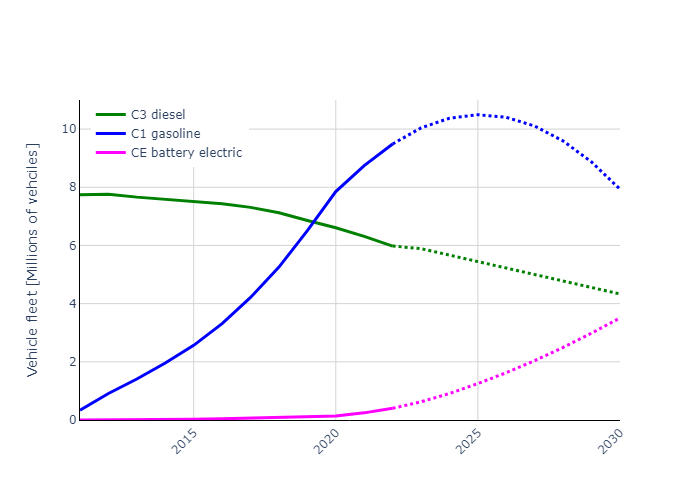 C3 diesel
C1 gasoline
CE battery electric
Vehicle fleet [Millions of vehciles]
10
8
6
4
2
0
2015
2020
2025
2030